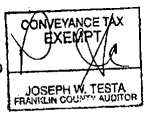 CONVEYANCE TAX
EXEMPT
JOSEPH W. TESTA
FRANKLIN COUNTY AUDITOR